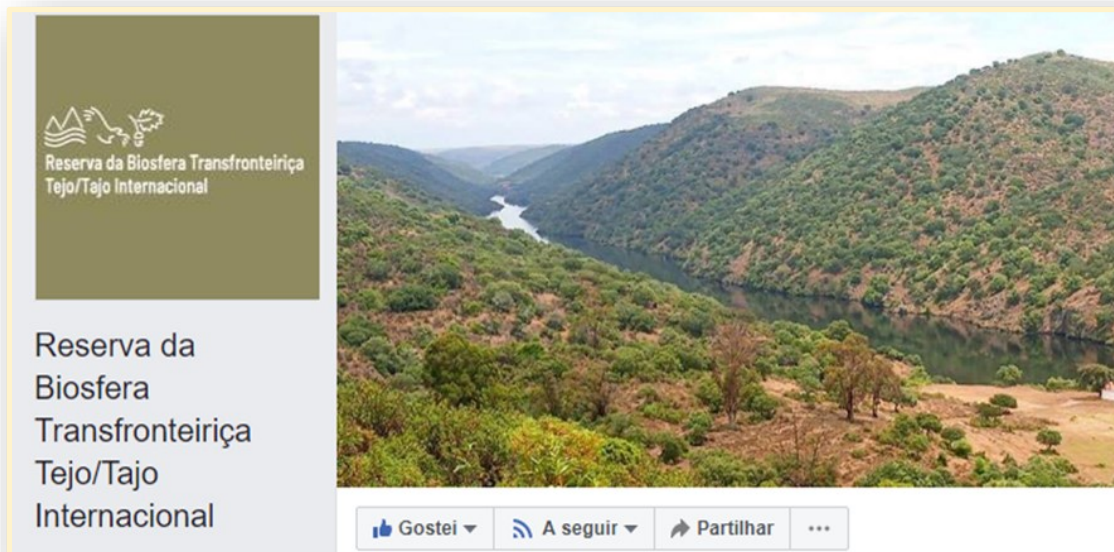 Reserva da Biosfera Transfronteiriça
Tejo/Tajo Internacional
Reserva da
Biosfera
Transfronteiriça
Tejo/Tajo
Internacional
Gostei A seguir Partilhar